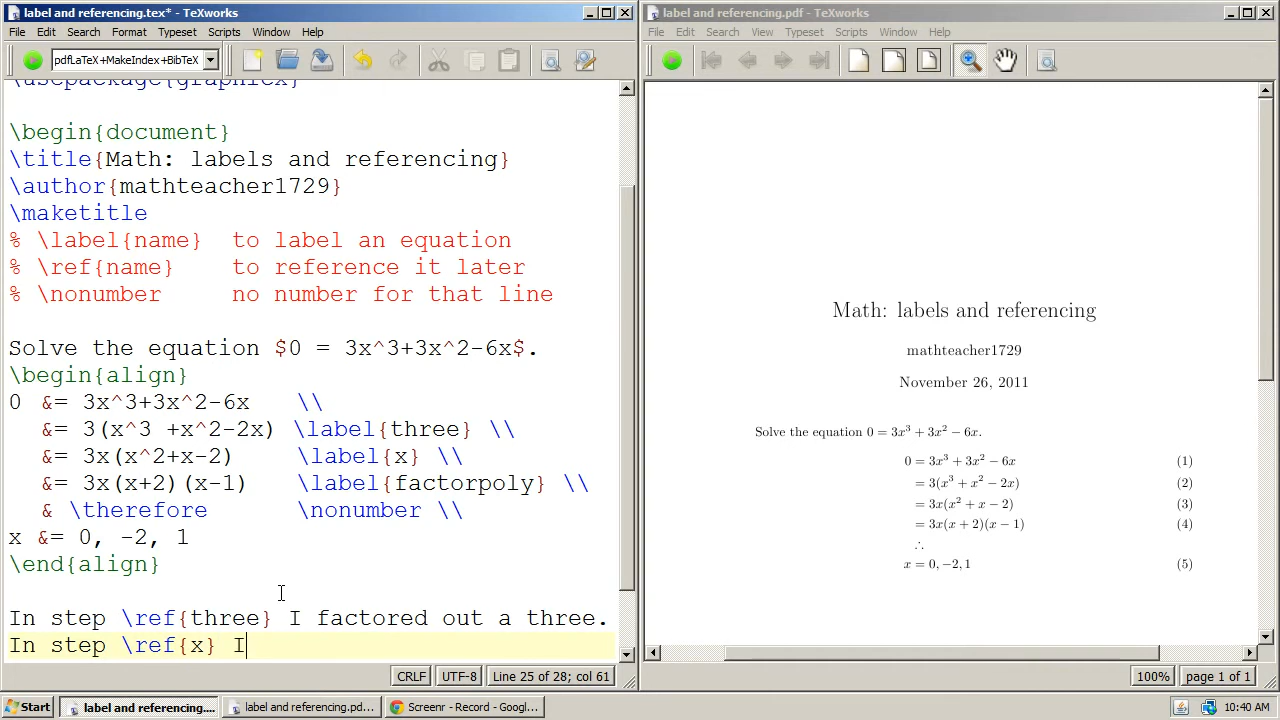 label and referencing.tex* - TeXworks
File Edit Search Format Typeset Scripts Window Help
pdfLaTeX+MakeIndex+BibTeX
\usepackage{graphicx}
\begin{document}
\title{Math: labels and referencing}
\author{mathteacher1729}
\maketitle
% \label{name}  to label an equation
% \ref{name}    to reference it later
% \nonumber     no number for that line
Solve the equation $0 = 3x^3+3x^2-6x$.
\begin{align}
0 &= 3x^3+3x^2-6x   \\
&= 3(x^3 +x^2-2x) \label{three} \\
&= 3x(x^2+x-2)    \label{x} \\
&= 3x(x+2)(x-1)   \label{factorpoly} \\
& \therefore      \nonumber \\
x &= 0, -2, 1
\end{align}
In step \ref{three} I factored out a three.
In step \ref{x} I
CRLF UTF-8 Line 25 of 28; col 61
label and referencing.pdf - TeXworks
File Edit Search View Typeset Scripts Window Help
Math: labels and referencing
mathteacher1729
November 26, 2011
Solve the equation 0 = 3x³ + 3x² − 6x.
0 = 3x³ + 3x² − 6x (1)
= 3(x³ + x² − 2x) (2)
= 3x(x² + x − 2) (3)
= 3x(x + 2)(x − 1) (4)
∴
x = 0, −2, 1 (5)
100% page 1 of 1
Start label and referencing.... label and referencing.pd... Screenr - Record - Googl... 10:40 AM